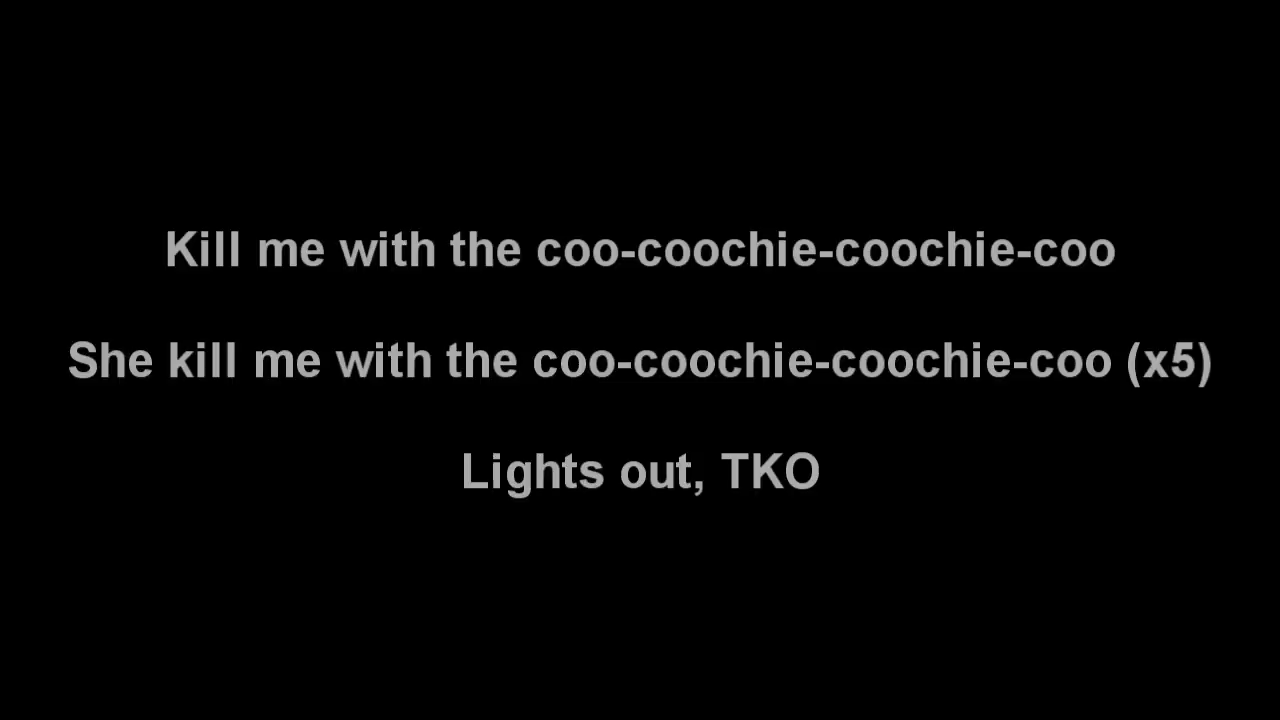 Kill me with the coo-coochie-coochie-coo
She kill me with the coo-coochie-coochie-coo (x5)
Lights out, TKO